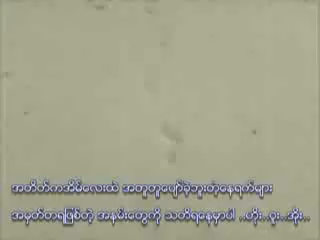 အတိတ်ကအိမ်လေးထဲ အတူတူပျော်ခဲ့ဘူးတဲ့နေ့ရက်များ
အမှတ်တရဖြစ်တဲ့ အနမ်းတွေကို သတိရနေမှာပါ ..ဟိုး..ဝူး..အိုး..